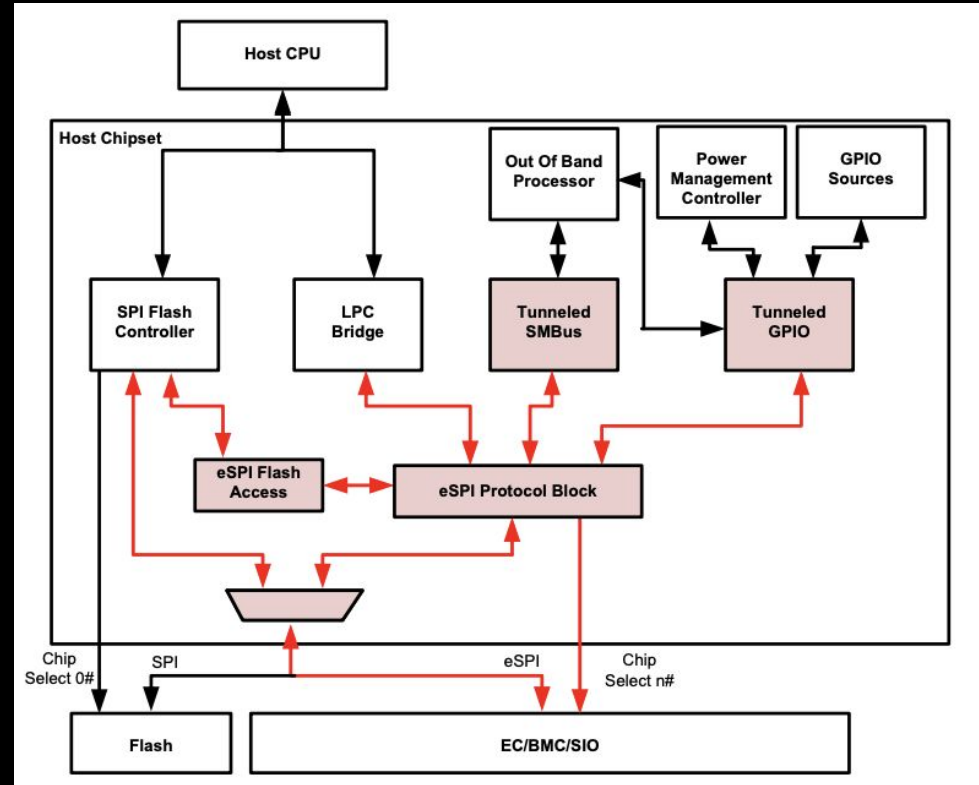 Host CPU
Host Chipset
Out Of Band
Processor
Power
Management
Controller
GPIO
Sources
SPI Flash
Controller
LPC
Bridge
Tunneled
SMBus
Tunneled
GPIO
eSPI Flash
Access
eSPI Protocol Block
Chip
Select 0#
SPI
eSPI
Chip
Select n#
Flash
EC/BMC/SIO